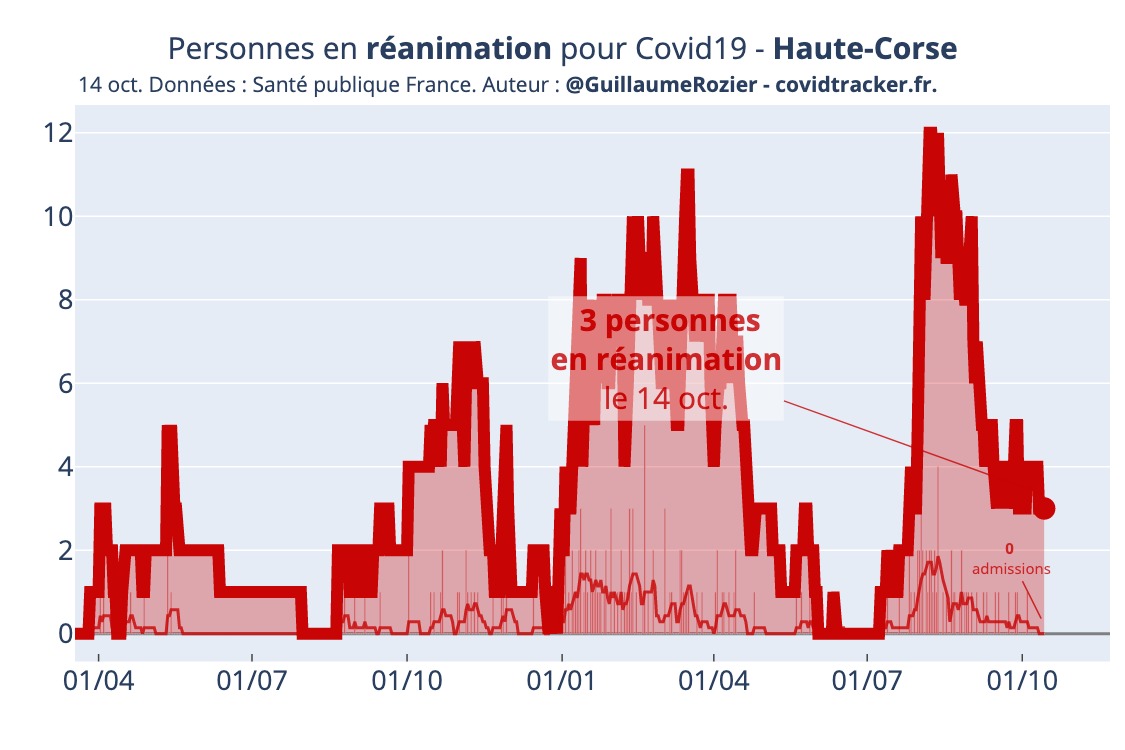 Personnes en réanimation pour Covid19 - Haute-Corse
14 oct. Données : Santé publique France. Auteur : @GuillaumeRozier - covidtracker.fr.
12
10
8
6
4
2
0
3 personnes
en réanimation
le 14 oct.
0
admissions
01/04
01/07
01/10
01/01
01/04
01/07
01/10